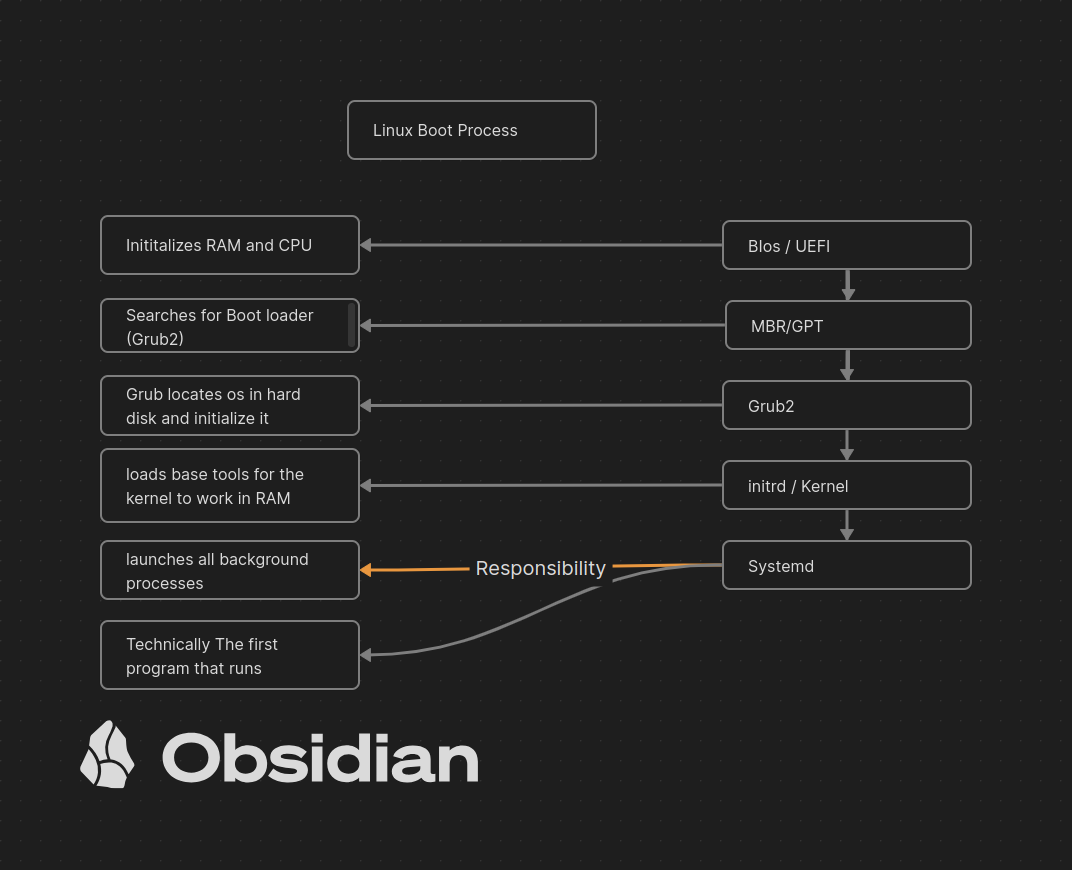 Linux Boot Process
Inititalizes RAM and CPU
BIos / UEFI
Searches for Boot loader
(Grub2)
MBR/GPT
Grub locates os in hard
disk and initialize it
Grub2
loads base tools for the
kernel to work in RAM
initrd / Kernel
launches all background
processes
Responsibility
Systemd
Technically The first
program that runs
Obsidian